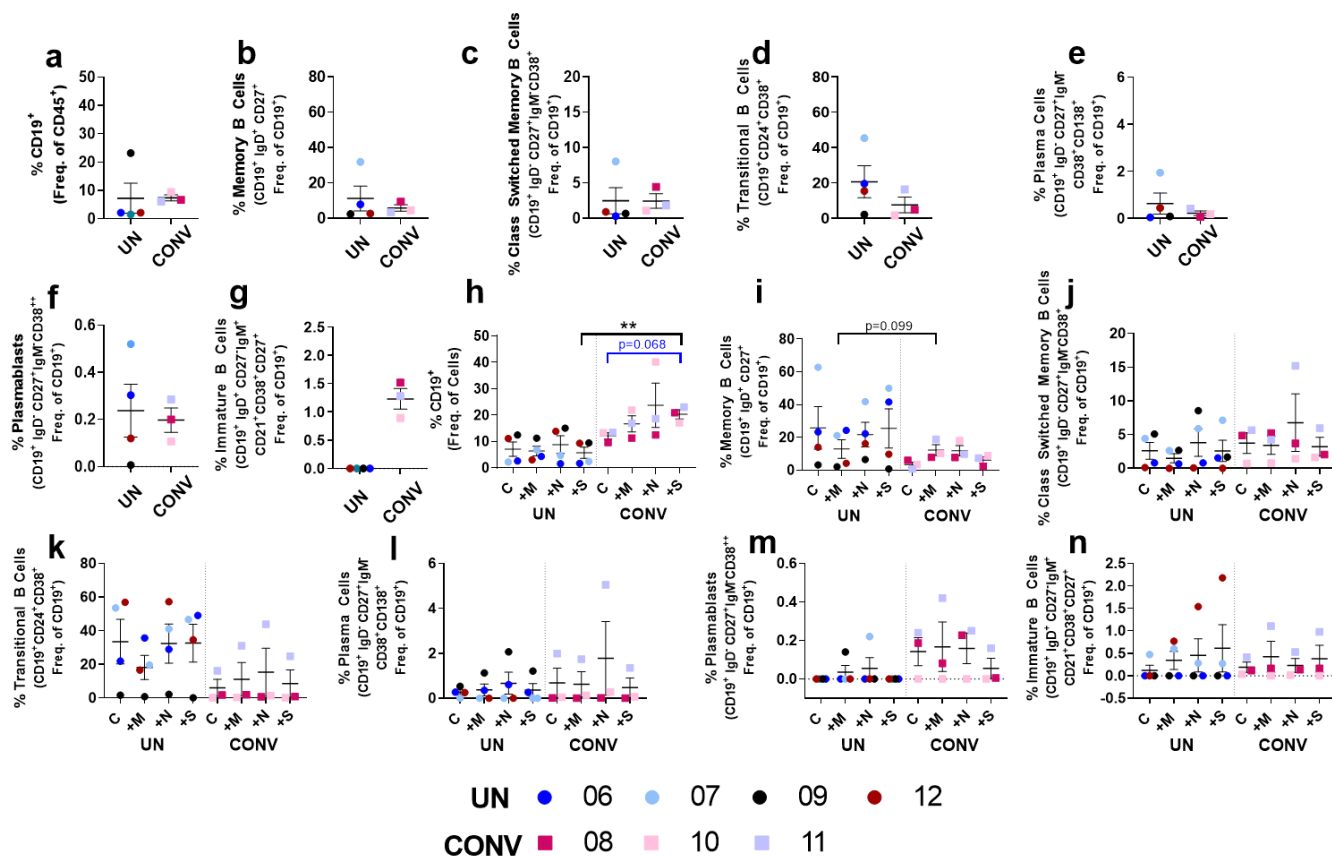 a
% CD19⁺
(Freq. of CD45⁺)
50
40
30
20
10
0
UN
CONV
b
% Memory B Cells
(CD19⁺ IgD⁺ CD27⁺
Freq. of CD19⁺)
80
60
40
20
0
UN
CONV
c
% Class Switched Memory B Cells
(CD19⁺ IgD⁻ CD27⁺IgM⁻CD38⁺
Freq. of CD19⁺)
20
15
10
5
0
UN
CONV
d
% Transitional B Cells
(CD19⁺CD24⁺CD38⁺
Freq. of CD19⁺)
80
60
40
20
0
UN
CONV
e
% Plasma Cells
(CD19⁺ IgD⁻ CD27⁺IgM⁻
CD38⁺CD138⁺
Freq. of CD19⁺)
6
4
2
0
UN
CONV
f
% Plasmablasts
(CD19⁺ IgD⁻ CD27⁺IgM⁻CD38⁺⁺
Freq. of CD19⁺)
0.6
0.4
0.2
0.0
UN
CONV
g
% Immature B Cells
(CD19⁺ IgD⁺ CD27⁻IgM⁺
CD21⁺CD38⁺CD27⁺
Freq. of CD19⁺)
2.5
2.0
1.5
1.0
0.5
0.0
UN
CONV
h
% CD19⁺
(Freq. of Cells)
50
40
30
20
10
0
**
p=0.068
C
+M
+N
+S
C
+M
+N
+S
UN
CONV
i
% Memory B Cells
(CD19⁺ IgD⁺ CD27⁺
Freq. of CD19⁺)
80
60
40
20
0
p=0.099
C
+M
+N
+S
C
+M
+N
+S
UN
CONV
j
% Class Switched Memory B Cells
(CD19⁺ IgD⁻ CD27⁺IgM⁻CD38⁺
Freq. of CD19⁺)
20
15
10
5
0
C
+M
+N
+S
C
+M
+N
+S
UN
CONV
k
% Transitional B Cells
(CD19⁺CD24⁺CD38⁺
Freq. of CD19⁺)
80
60
40
20
0
C
+M
+N
+S
C
+M
+N
+S
UN
CONV
l
% Plasma Cells
(CD19⁺ IgD⁻ CD27⁺IgM⁻
CD38⁺CD138⁺
Freq. of CD19⁺)
6
4
2
0
C
+M
+N
+S
C
+M
+N
+S
UN
CONV
m
% Plasmablasts
(CD19⁺ IgD⁻ CD27⁺IgM⁻CD38⁺⁺
Freq. of CD19⁺)
0.6
0.4
0.2
0.0
C
+M
+N
+S
C
+M
+N
+S
UN
CONV
n
% Immature B Cells
(CD19⁺ IgD⁺ CD27⁻IgM⁻
CD21⁺CD38⁺CD27⁺
Freq. of CD19⁺)
2.5
2.0
1.5
1.0
0.5
0.0
-0.5
C
+M
+N
+S
C
+M
+N
+S
UN
CONV
UN 06 07 09 12
CONV 08 10 11